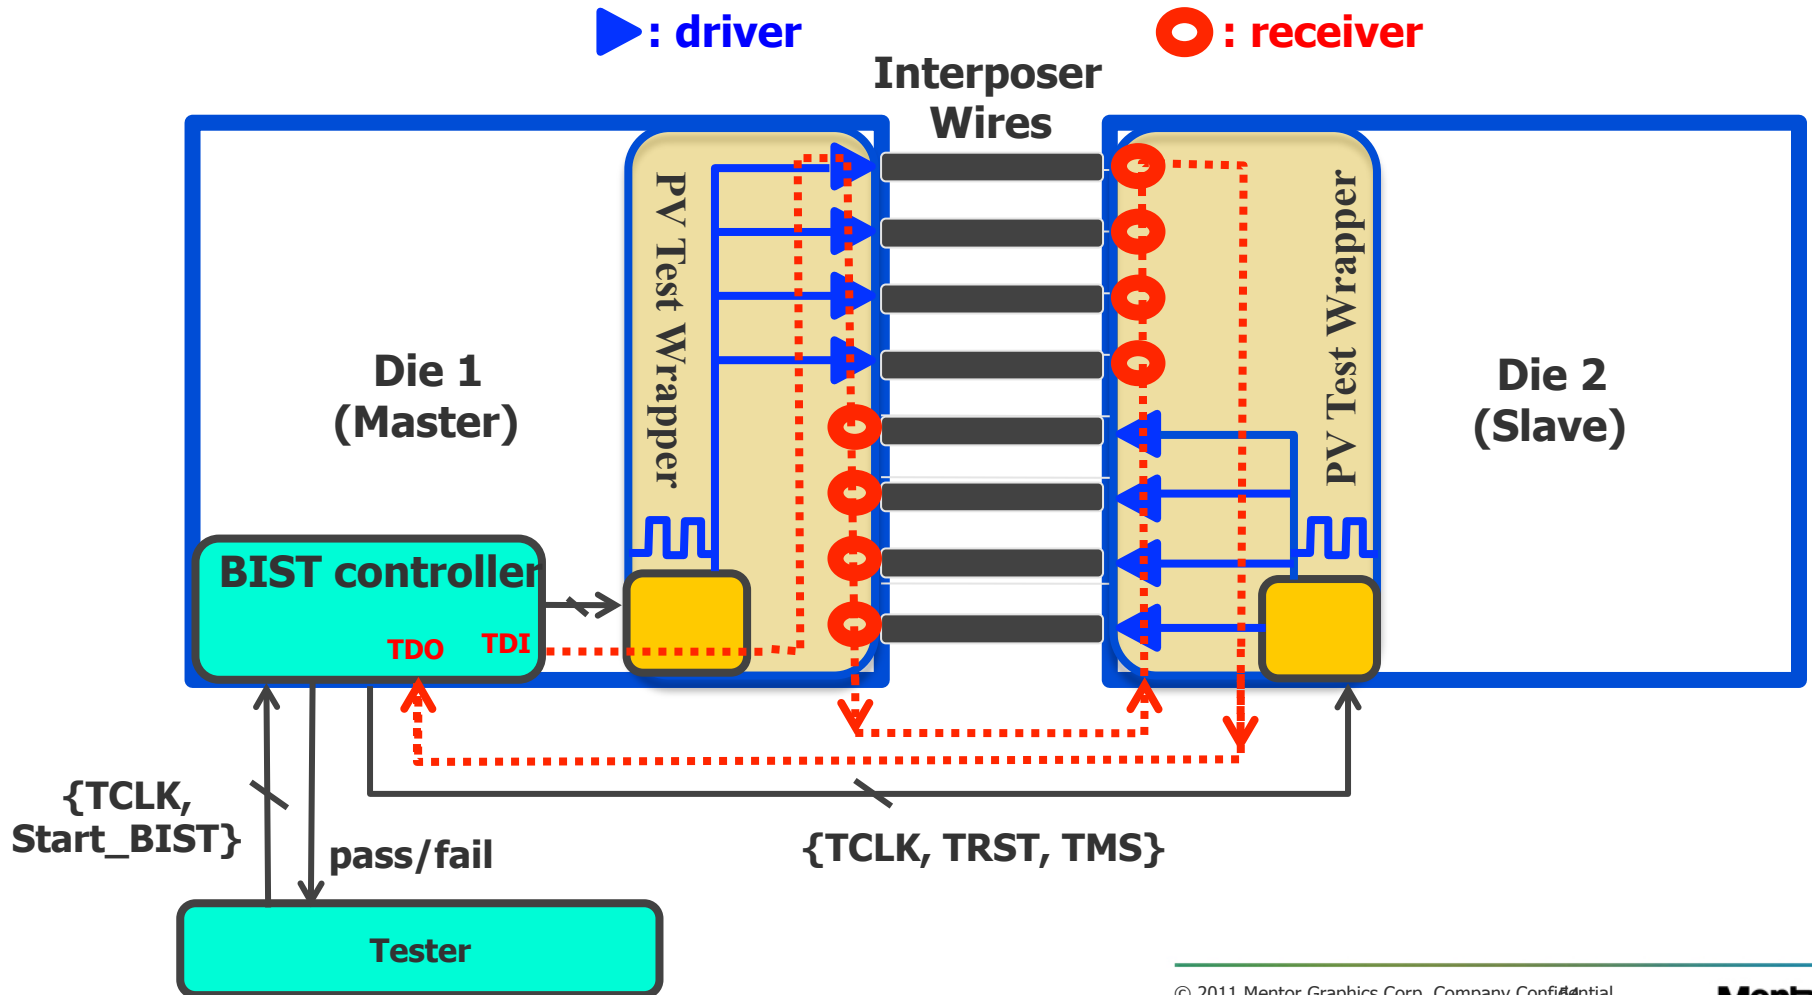 : driver
: receiver
Interposer
Wires
PV Test Wrapper
PV Test Wrapper
Die 1
(Master)
Die 2
(Slave)
BIST controller
TDO
TDI
{TCLK,
Start_BIST}
pass/fail
{TCLK, TRST, TMS}
Tester
© 2011 Mentor Graphics Corp. Company Confidential